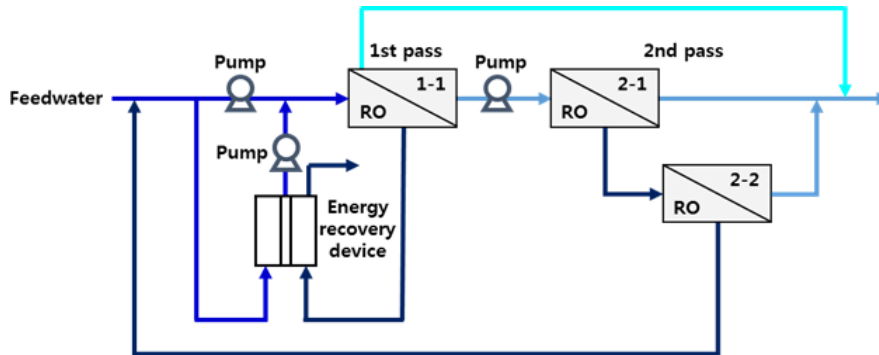 1st pass
Pump
2nd pass
Pump
1-1
2-1
Feedwater
RO
RO
Pump
2-2
RO
Energy
recovery
device